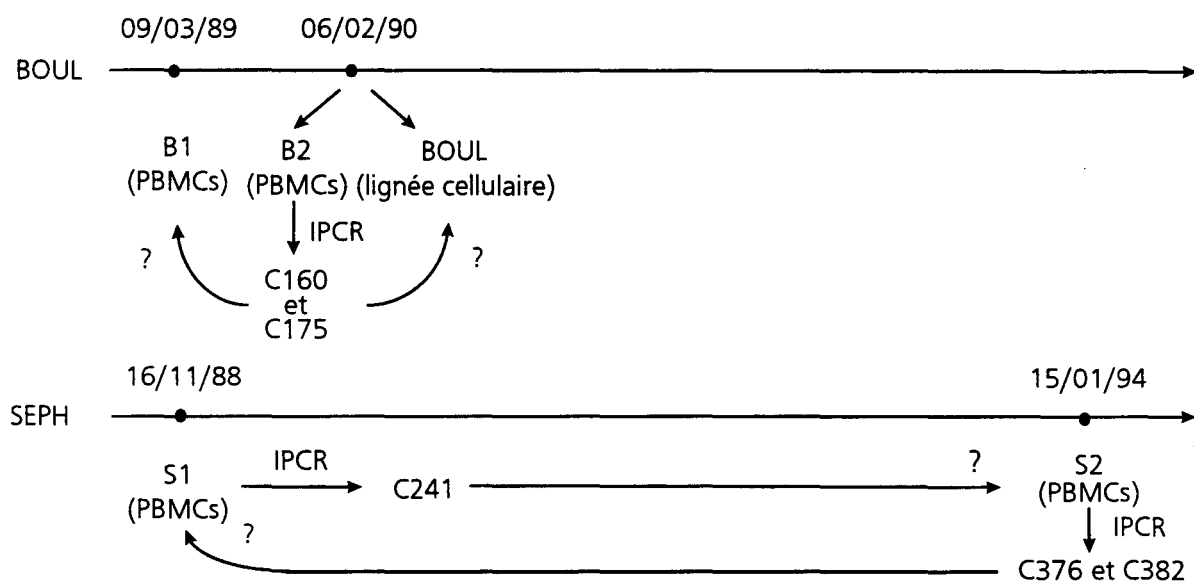 09/03/89 06/02/90
BOUL
B1 B2 BOUL
(PBMCs) (PBMCs) (lignée cellulaire)
IPCR
? ?
C160
et
C175
16/11/88 15/01/94
SEPH
S1 IPCR C241 ? S2
(PBMCs) (PBMCs)
? IPCR
C376 et C382